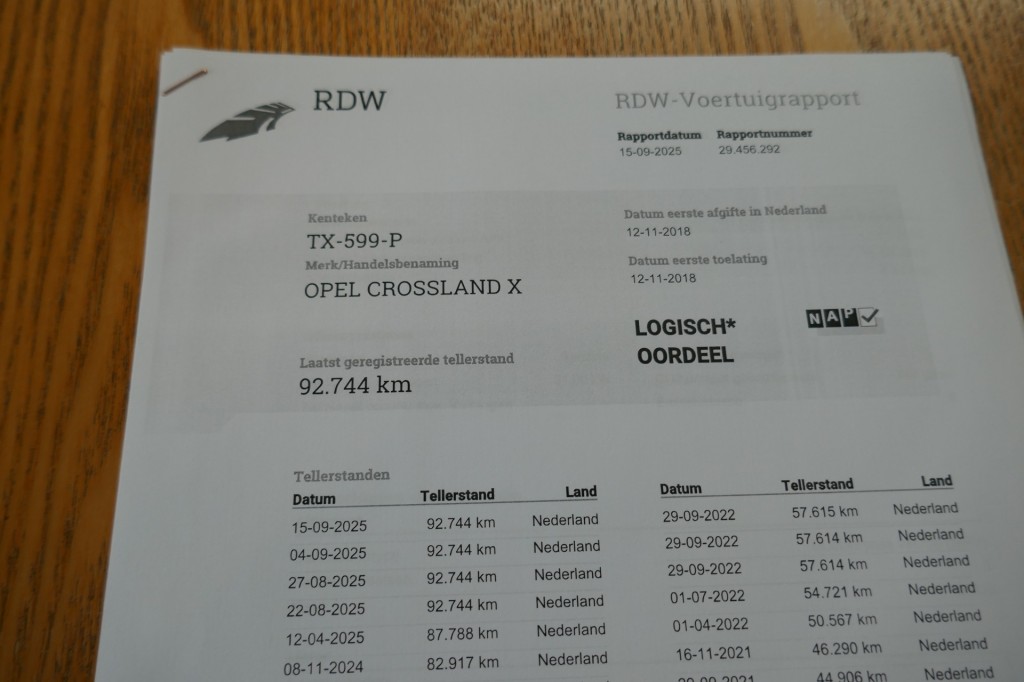 RDW
RDW-Voertuigrapport
Rapportdatum Rapportnummer
15-09-2025 29.456.292
Kenteken
TX-599-P
Merk/Handelsbenaming
OPEL CROSSLAND X
Datum eerste afgifte in Nederland
12-11-2018
Datum eerste toelating
12-11-2018
Laatst geregistreerde tellerstand
92.744 km
LOGISCH*
OORDEEL
NAP
Tellerstanden
Datum Tellerstand Land
15-09-2025 92.744 km Nederland
04-09-2025 92.744 km Nederland
27-08-2025 92.744 km Nederland
22-08-2025 92.744 km Nederland
12-04-2025 87.788 km Nederland
08-11-2024 82.917 km Nederland
Datum Tellerstand Land
29-09-2022 57.615 km Nederland
29-09-2022 57.614 km Nederland
29-09-2022 57.614 km Nederland
01-07-2022 54.721 km Nederland
01-04-2022 50.567 km Nederland
16-11-2021 46.290 km Nederland
44.906 km Nederland